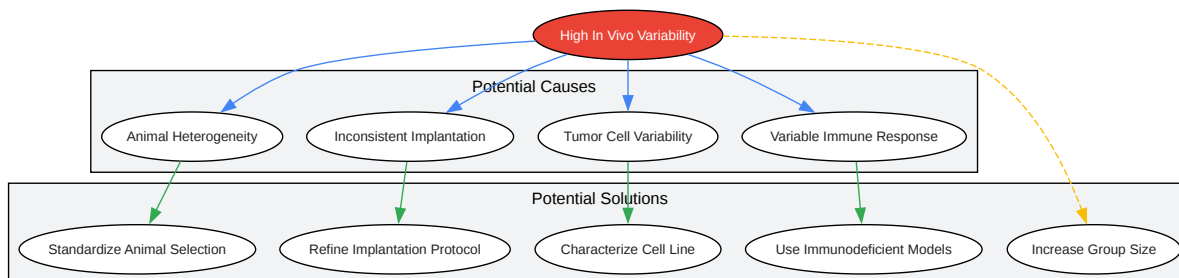 High In Vivo Variability
Potential Causes
Animal Heterogeneity
Inconsistent Implantation
Tumor Cell Variability
Variable Immune Response
Potential Solutions
Standardize Animal Selection
Refine Implantation Protocol
Characterize Cell Line
Use Immunodeficient Models
Increase Group Size